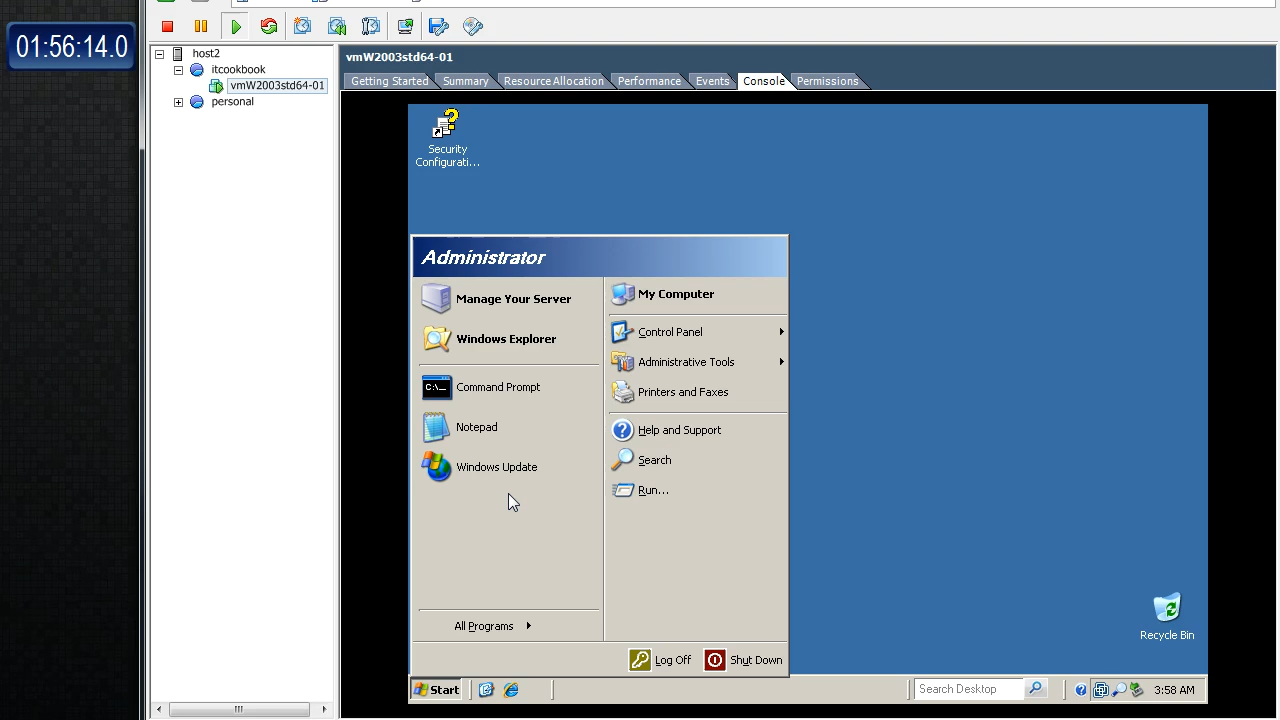 01:56:14.0
host2
itcookbook
vmW2003std64-01
personal
vmW2003std64-01
Getting Started Summary Resource Allocation Performance Events Console Permissions
Security
Configurati...
Administrator
Manage Your Server
Windows Explorer
Command Prompt
Notepad
Windows Update
All Programs
My Computer
Control Panel
Administrative Tools
Printers and Faxes
Help and Support
Search
Run...
Log Off Shut Down
Recycle Bin
Start
Search Desktop
3:58 AM